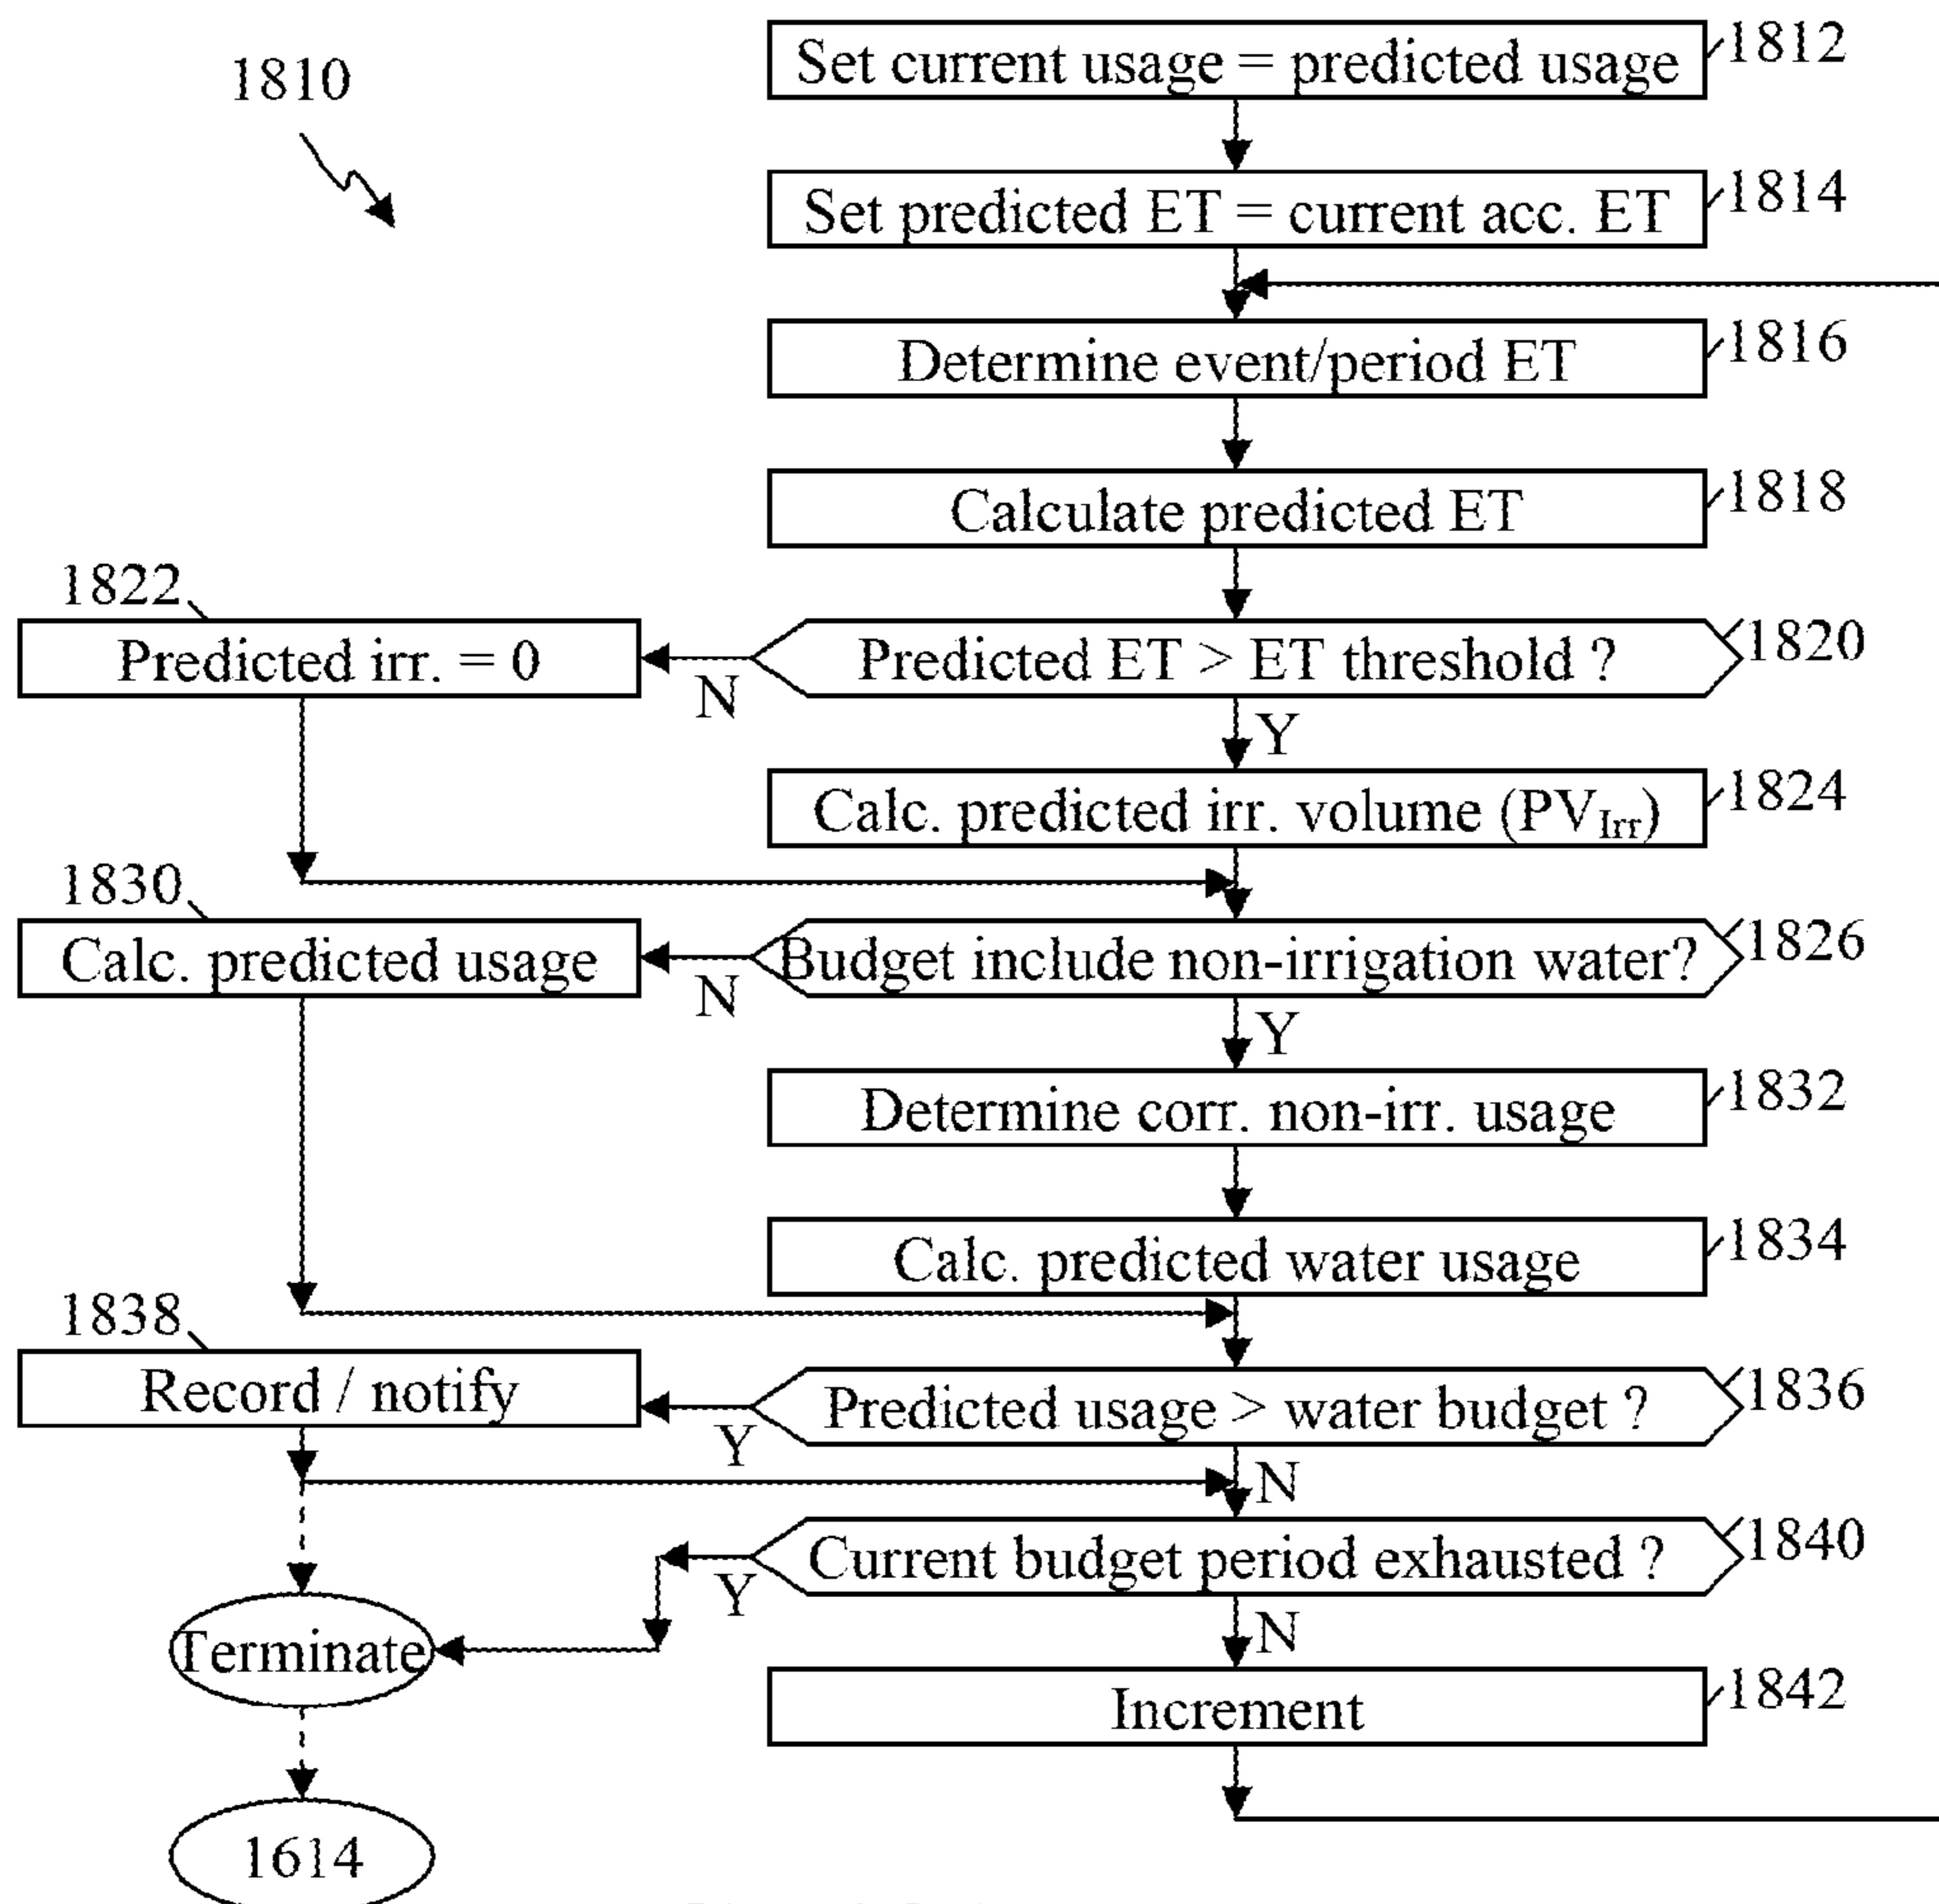 1810
Set current usage = predicted usage
1812
Set predicted ET = current acc. ET
1814
Determine event/period ET
1816
Calculate predicted ET
1818
1822
Predicted irr. = 0
N
Predicted ET > ET threshold ?
1820
Y
Calc. predicted irr. volume (PVIrr)
1824
1830
Calc. predicted usage
N
Budget include non-irrigation water?
1826
Y
Determine corr. non-irr. usage
1832
Calc. predicted water usage
1834
1838
Record / notify
Y
Predicted usage > water budget ?
1836
N
Current budget period exhausted ?
1840
Y
N
Terminate
Increment
1842
1614